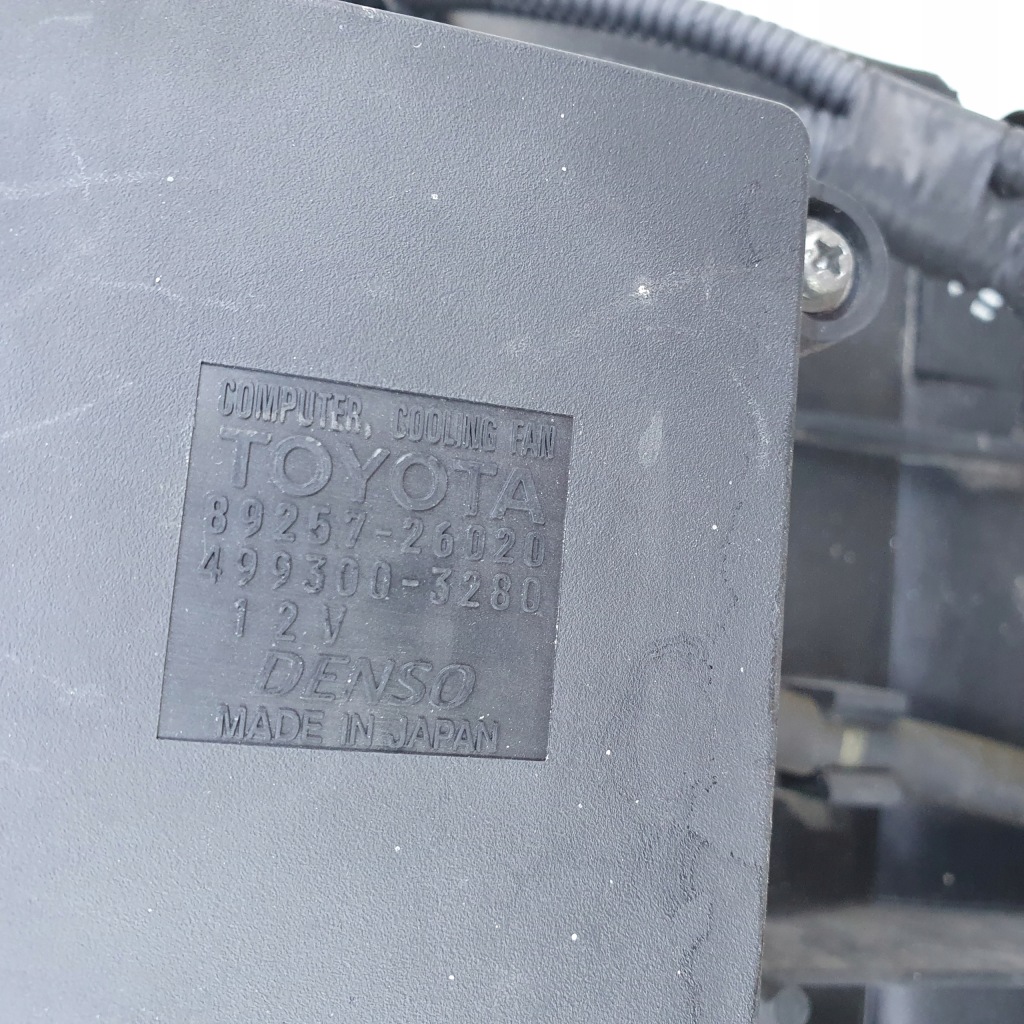 COMPUTER, COOLING FAN
TOYOTA
89257-26020
499300-3280
12V
DENSO
MADE IN JAPAN